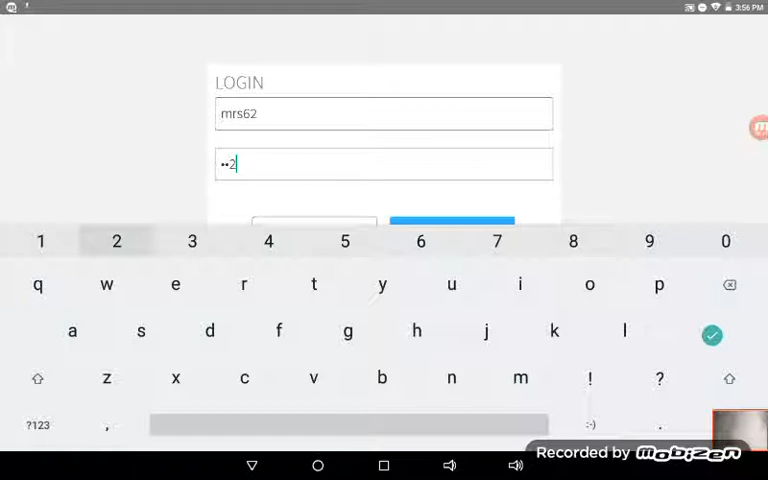 3:56 PM
LOGIN
mrs62
••2
1 2 3 4 5 6 7 8 9 0
q w e r t y u i o p
a s d f g h j k l
z x c v b n m ! ?
?123 , :-) .
Recorded by mobizen